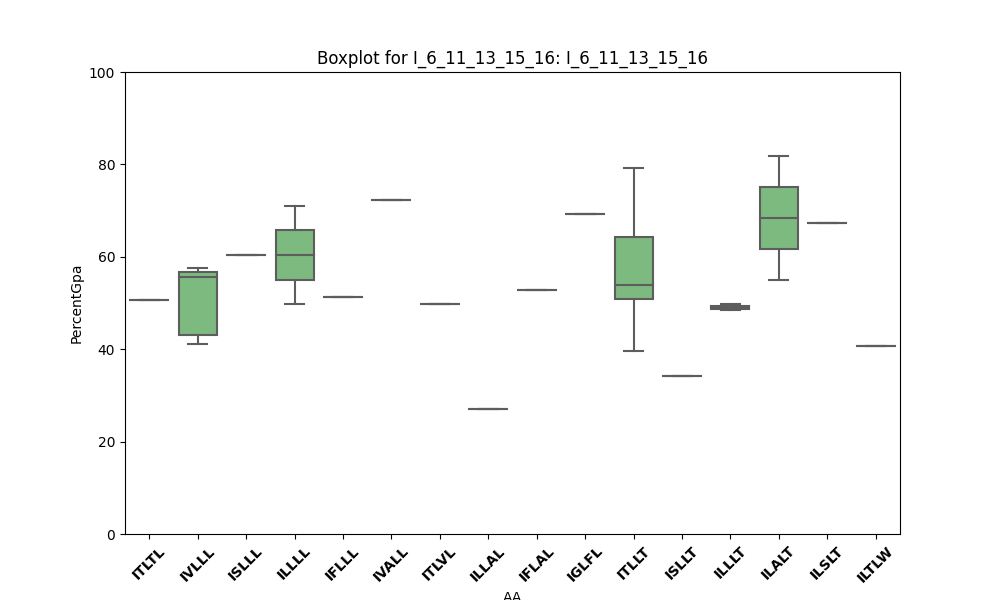 Boxplot for I_6_11_13_15_16: I_6_11_13_15_16
100
80
60
40
20
0
PercentGpa
ITLTL
IVLLL
ISLLL
ILLLL
IFLLL
IVALL
ITLVL
ILLAL
IFLAL
IGLFL
ITLLT
ISLLT
ILLLT
ILALT
ILSLT
ILTLW
AA